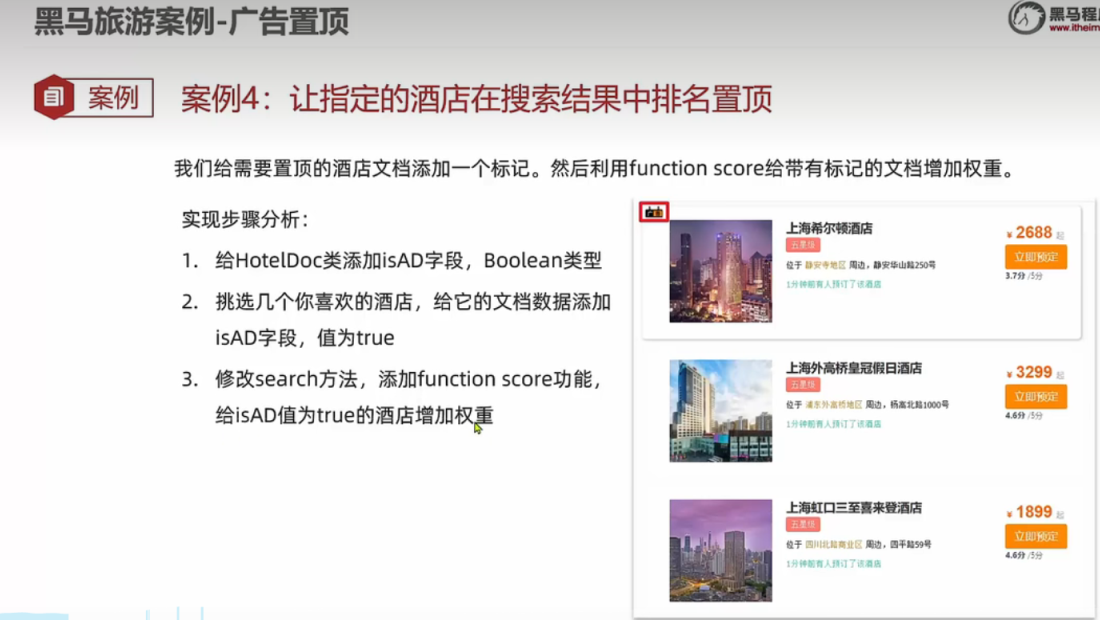 黑马旅游案例-广告置顶
黑马程
www.itheim
案例
案例4：让指定的酒店在搜索结果中排名置顶
我们给需要置顶的酒店文档添加一个标记。然后利用function score给带有标记的文档增加权重。
实现步骤分析：
1. 给HotelDoc类添加isAD字段，Boolean类型
2. 挑选几个你喜欢的酒店，给它的文档数据添加
isAD字段，值为true
3. 修改search方法，添加function score功能，
给isAD值为true的酒店增加权重
上海希尔顿酒店
五星级
位于 静安寺地区 周边，静安华山路250号
1分钟前有人预订了该酒店
¥ 2688 起
立即预定
3.7分 /5分
上海外高桥皇冠假日酒店
五星级
位于 浦东外高桥地区 周边，杨高北路1000号
1分钟前有人预订了该酒店
¥ 3299 起
立即预定
4.6分 /5分
上海虹口三至喜来登酒店
五星级
位于 四川北路商业区 周边，四平路59号
1分钟前有人预订了该酒店
¥ 1899 起
立即预定
4.6分 /5分